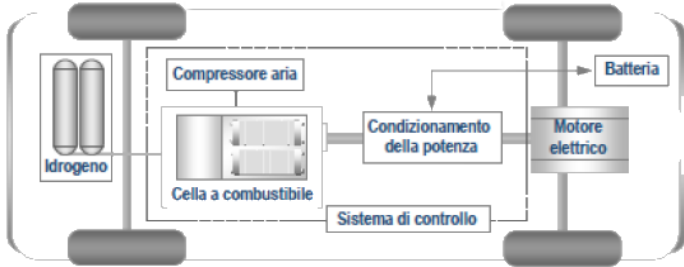 Compressore aria
Batteria
Condizionamento
della potenza
Motore
elettrico
Idrogeno
Cella a combustibile
Sistema di controllo